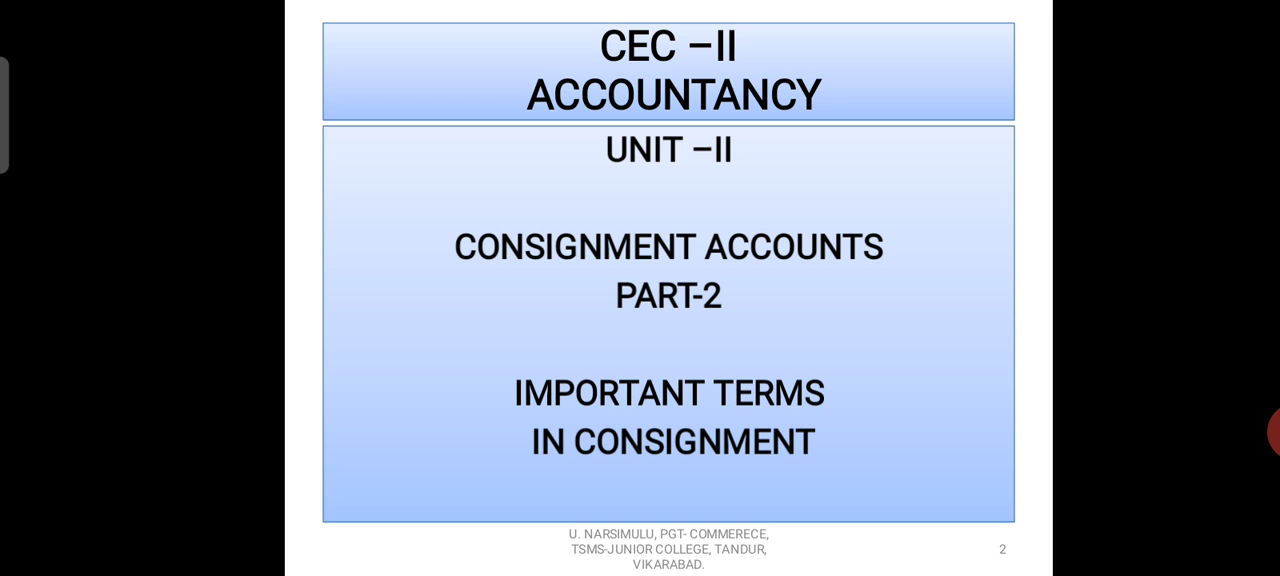 CEC –II
ACCOUNTANCY
UNIT –II
CONSIGNMENT ACCOUNTS
PART-2
IMPORTANT TERMS
IN CONSIGNMENT
U. NARSIMULU, PGT- COMMERECE,
TSMS-JUNIOR COLLEGE, TANDUR,
VIKARABAD.
2